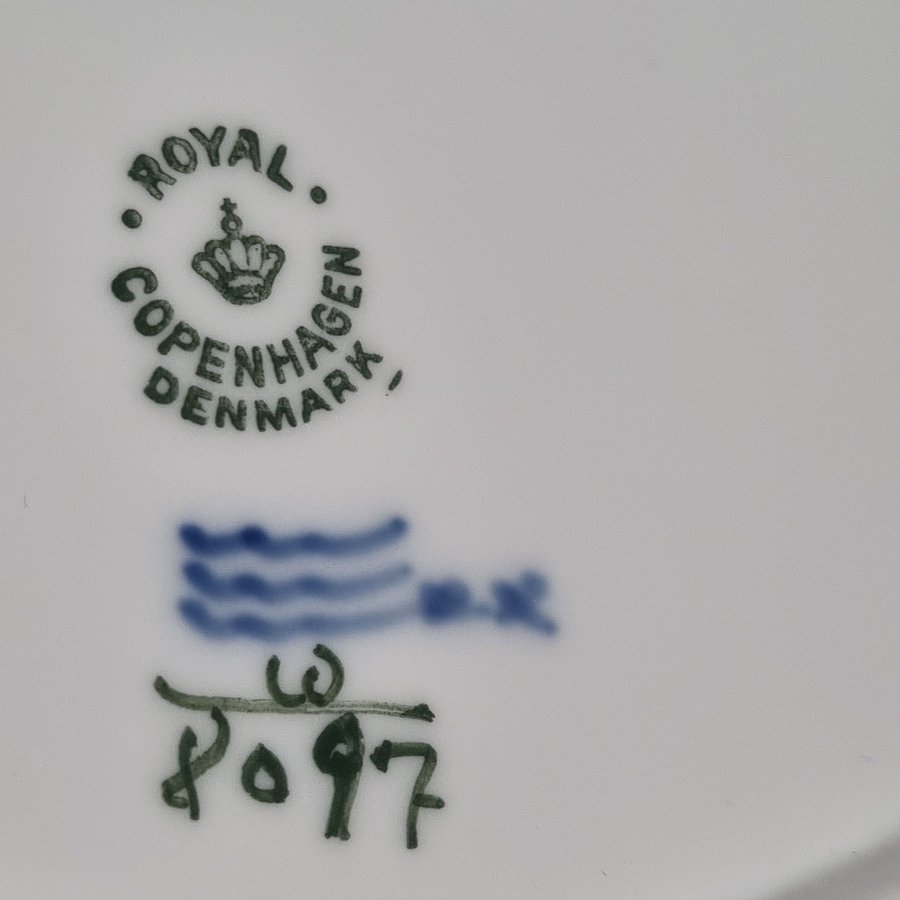 ROYAL
COPENHAGEN
DENMARK
ω
8097